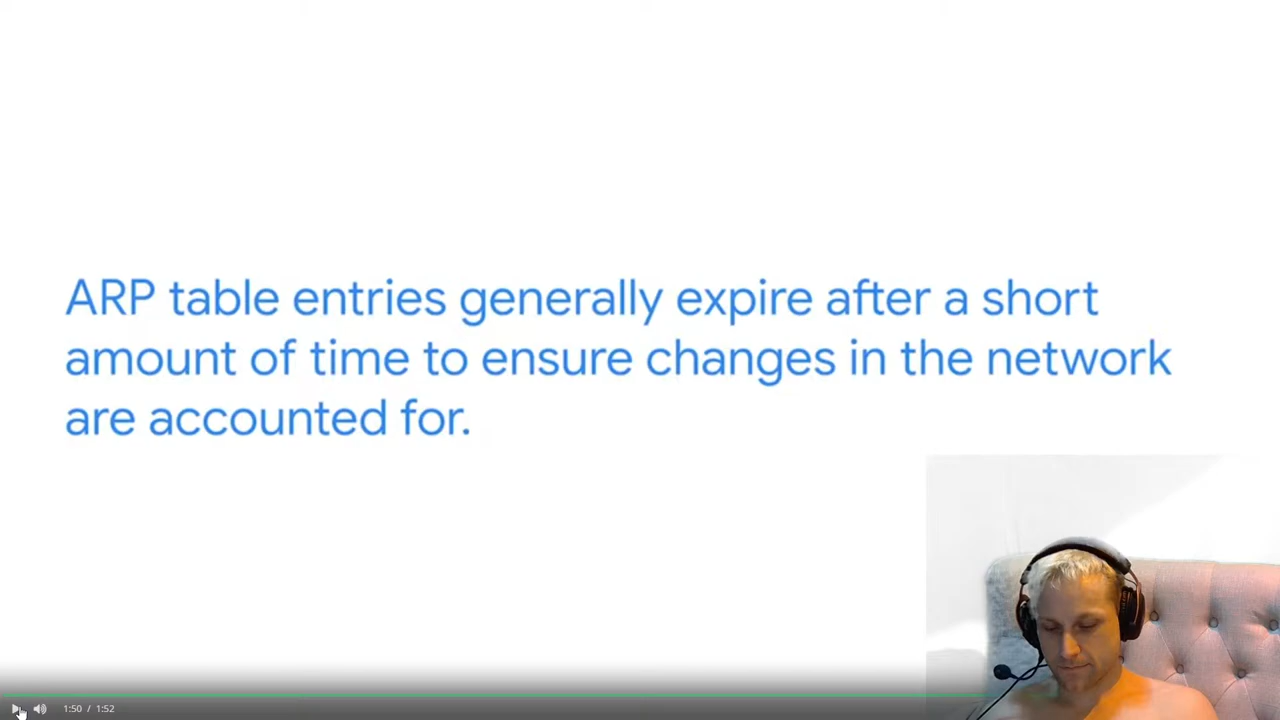 ARP table entries generally expire after a short
amount of time to ensure changes in the network
are accounted for.
1:50 / 1:52